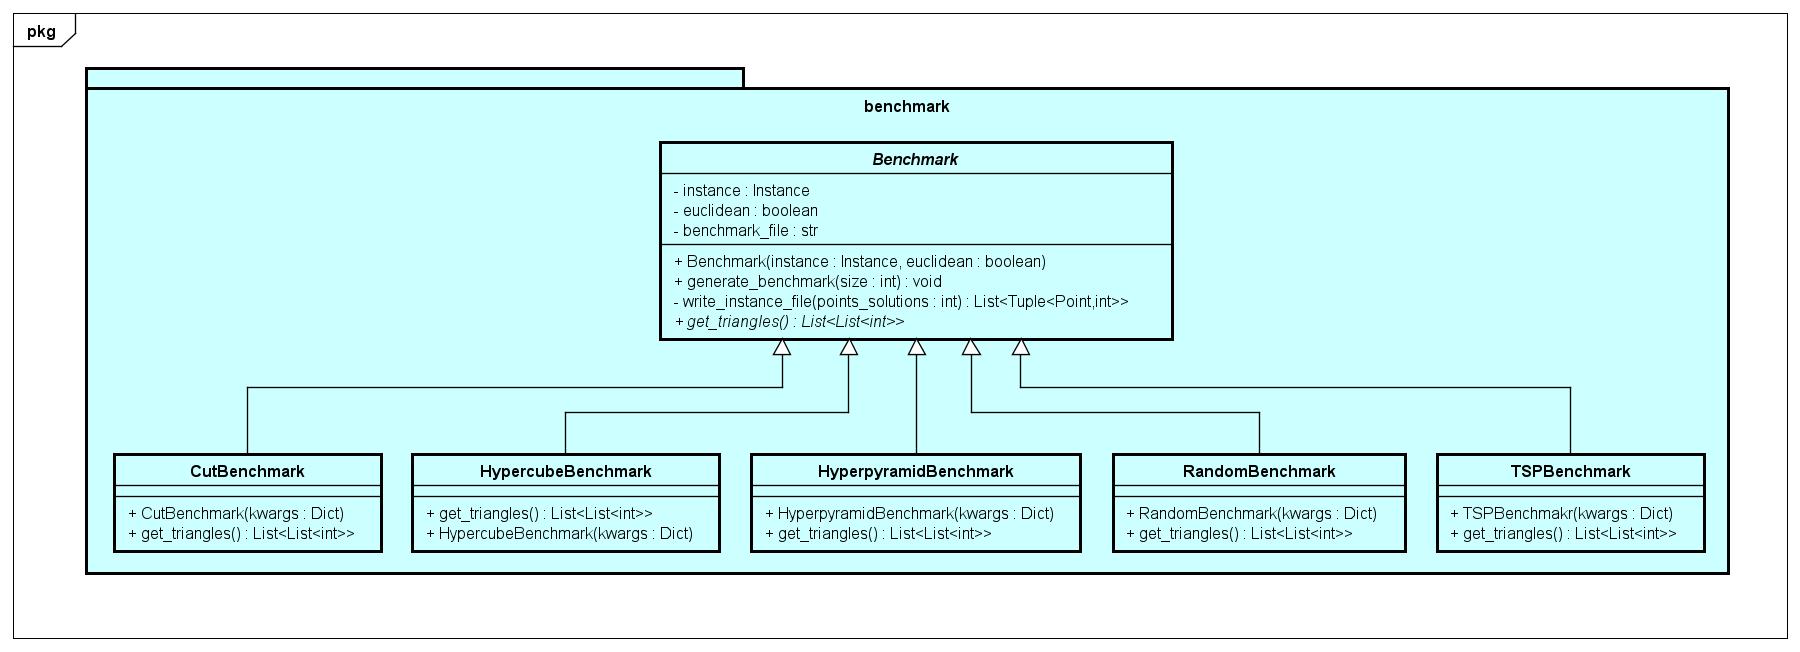 pkg
benchmark
Benchmark
- instance : Instance
- euclidean : boolean
- benchmark_file : str
+ Benchmark(instance : Instance, euclidean : boolean)
+ generate_benchmark(size : int) : void
- write_instance_file(points_solutions : int) : List<Tuple<Point,int>>
+ get_triangles() : List<List<int>>
CutBenchmark
+ CutBenchmark(kwargs : Dict)
+ get_triangles() : List<List<int>>
HypercubeBenchmark
+ get_triangles() : List<List<int>>
+ HypercubeBenchmark(kwargs : Dict)
HyperpyramidBenchmark
+ HyperpyramidBenchmark(kwargs : Dict)
+ get_triangles() : List<List<int>>
RandomBenchmark
+ RandomBenchmark(kwargs : Dict)
+ get_triangles() : List<List<int>>
TSPBenchmark
+ TSPBenchmakr(kwargs : Dict)
+ get_triangles() : List<List<int>>